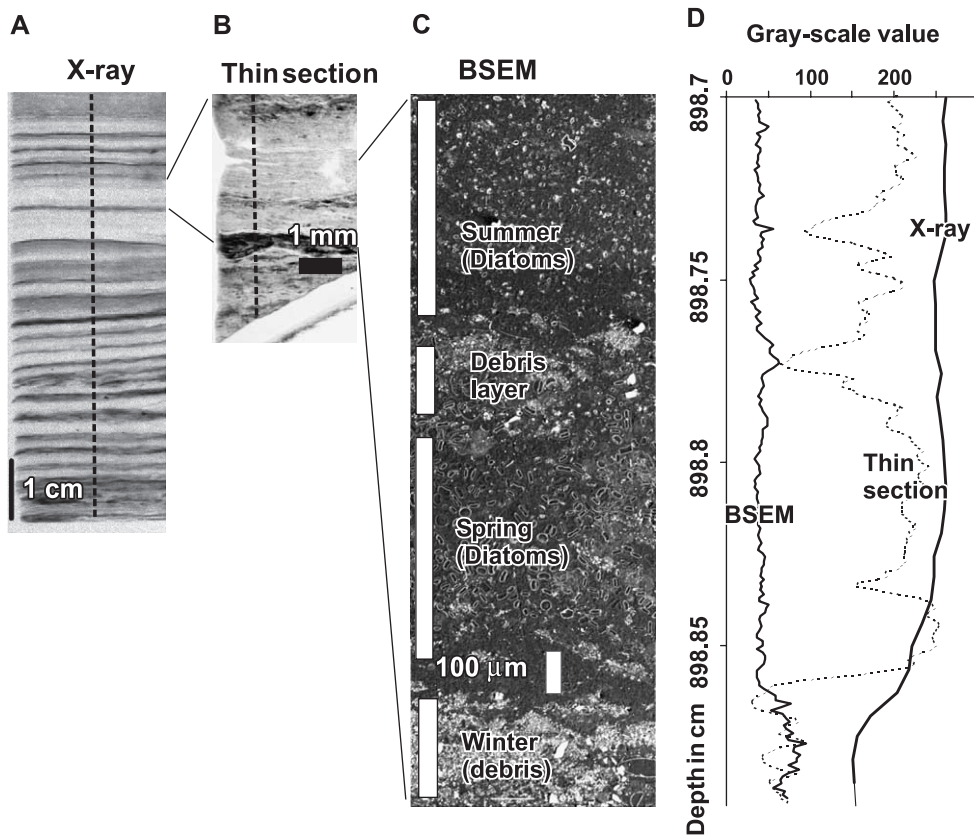 A
X-ray
1 cm
B
Thin section
1 mm
C
BSEM
Summer
(Diatoms)
Debris
layer
Spring
(Diatoms)
100 μm
Winter
(debris)
D
Gray-scale value
0 100 200
898.7
898.75
898.8
898.85
Depth in cm
X-ray
Thin
section
BSEM